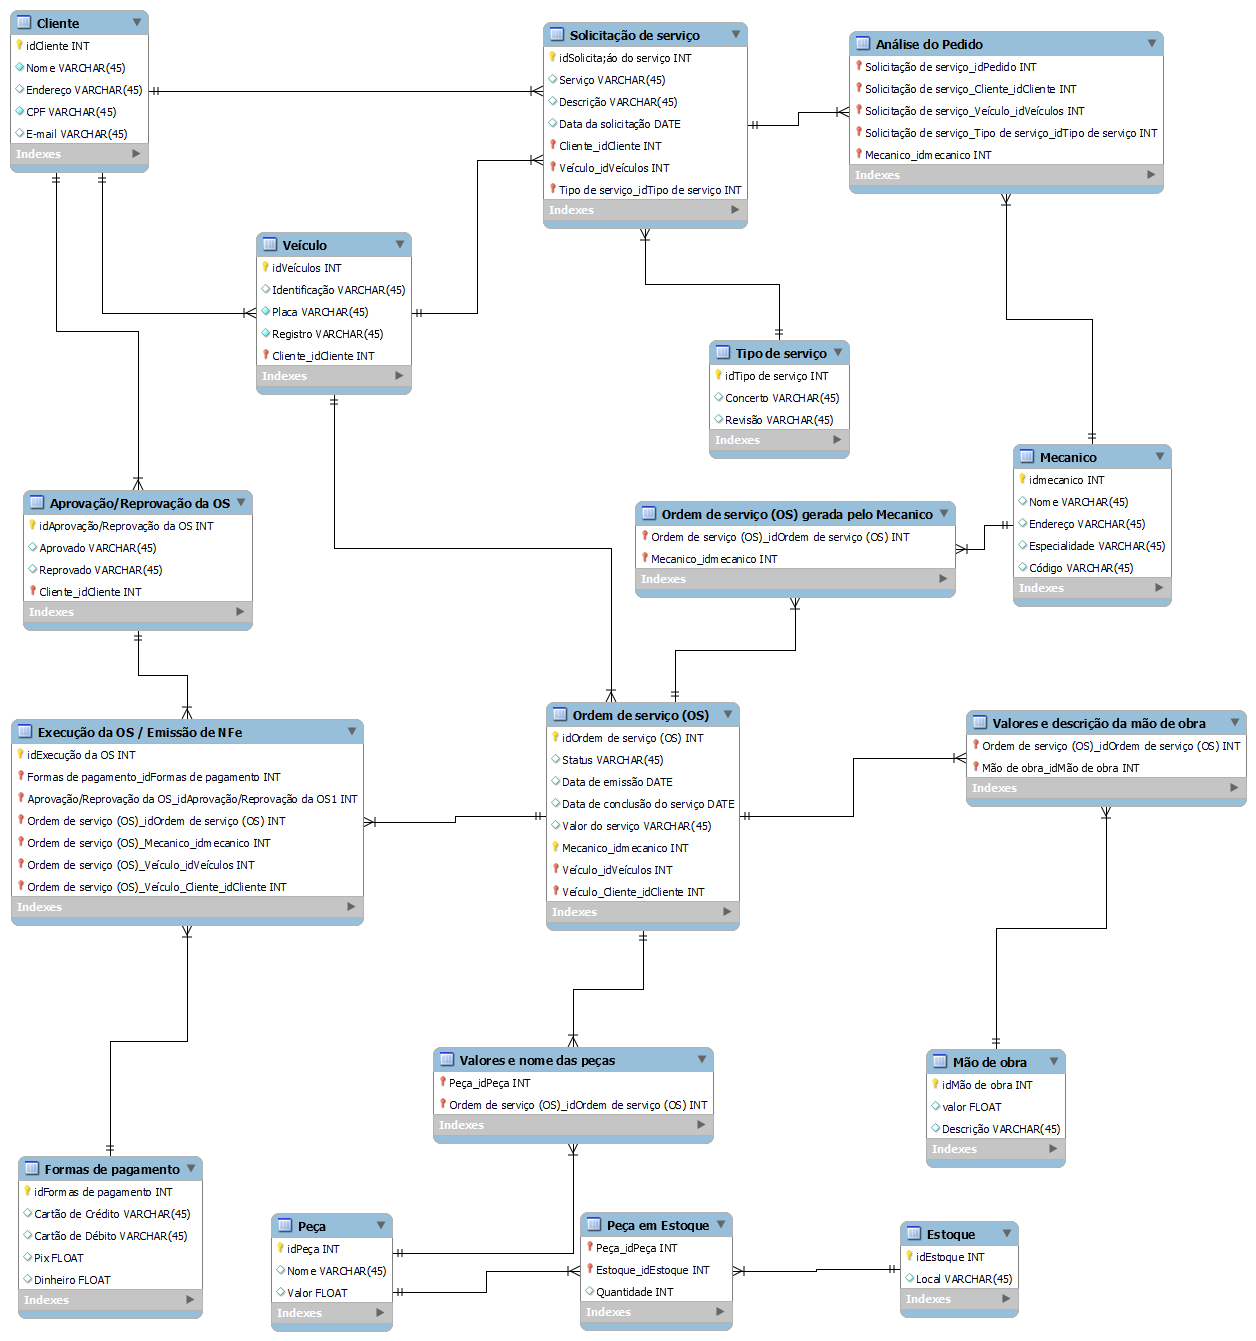 Cliente
idCliente INT
Nome VARCHAR(45)
Endereço VARCHAR(45)
CPF VARCHAR(45)
E-mail VARCHAR(45)
Indexes
Solicitação de serviço
idSolicita;áo do serviço INT
Serviço VARCHAR(45)
Descrição VARCHAR(45)
Data da solicitação DATE
Cliente_idCliente INT
Veículo_idVeículos INT
Tipo de serviço_idTipo de serviço INT
Indexes
Análise do Pedido
Solicitação de serviço_idPedido INT
Solicitação de serviço_Cliente_idCliente INT
Solicitação de serviço_Veículo_idVeículos INT
Solicitação de serviço_Tipo de serviço_idTipo de serviço INT
Mecanico_idmecanico INT
Indexes
Veículo
idVeículos INT
Identificação VARCHAR(45)
Placa VARCHAR(45)
Registro VARCHAR(45)
Cliente_idCliente INT
Indexes
Tipo de serviço
idTipo de serviço INT
Concerto VARCHAR(45)
Revisão VARCHAR(45)
Indexes
Mecanico
idmecanico INT
Nome VARCHAR(45)
Endereço VARCHAR(45)
Especialidade VARCHAR(45)
Código VARCHAR(45)
Indexes
Aprovação/Reprovação da OS
idAprovação/Reprovação da OS INT
Aprovado VARCHAR(45)
Reprovado VARCHAR(45)
Cliente_idCliente INT
Indexes
Ordem de serviço (OS) gerada pelo Mecanico
Ordem de serviço (OS)_idOrdem de serviço (OS) INT
Mecanico_idmecanico INT
Indexes
Execução da OS / Emissão de NFe
idExecução da OS INT
Formas de pagamento_idFormas de pagamento INT
Aprovação/Reprovação da OS_idAprovação/Reprovação da OS1 INT
Ordem de serviço (OS)_idOrdem de serviço (OS) INT
Ordem de serviço (OS)_Mecanico_idmecanico INT
Ordem de serviço (OS)_Veículo_idVeículos INT
Ordem de serviço (OS)_Veículo_Cliente_idCliente INT
Indexes
Ordem de serviço (OS)
idOrdem de serviço (OS) INT
Status VARCHAR(45)
Data de emissão DATE
Data de conclusão do serviço DATE
Valor do serviço VARCHAR(45)
Mecanico_idmecanico INT
Veículo_idVeículos INT
Veículo_Cliente_idCliente INT
Indexes
Valores e descrição da mão de obra
Ordem de serviço (OS)_idOrdem de serviço (OS) INT
Mão de obra_idMão de obra INT
Indexes
Valores e nome das peças
Peça_idPeça INT
Ordem de serviço (OS)_idOrdem de serviço (OS) INT
Indexes
Mão de obra
idMão de obra INT
valor FLOAT
Descrição VARCHAR(45)
Indexes
Formas de pagamento
idFormas de pagamento INT
Cartão de Crédito VARCHAR(45)
Cartão de Débito VARCHAR(45)
Pix FLOAT
Dinheiro FLOAT
Indexes
Peça
idPeça INT
Nome VARCHAR(45)
Valor FLOAT
Indexes
Peça em Estoque
Peça_idPeça INT
Estoque_idEstoque INT
Quantidade INT
Indexes
Estoque
idEstoque INT
Local VARCHAR(45)
Indexes